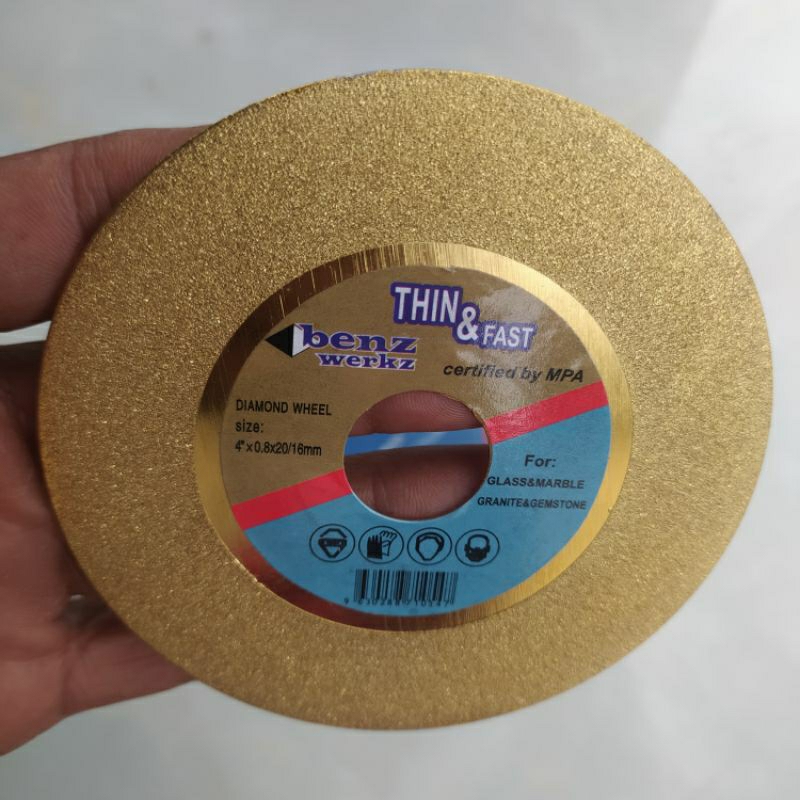 THIN & FAST
benz
werkz
certified by MPA
DIAMOND WHEEL
size:
4"x0.8x20/16mm
For:
GLASS&MARBLE
GRANITE&GEMSTONE